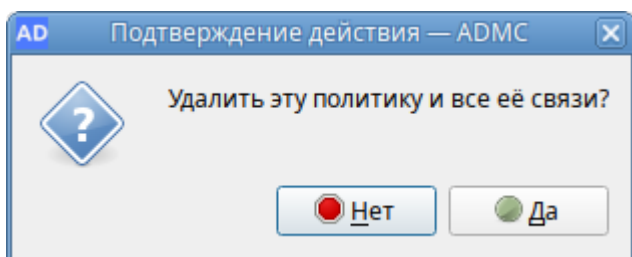 AD Подтверждение действия — ADMC
Удалить эту политику и все её связи?
Нет Да